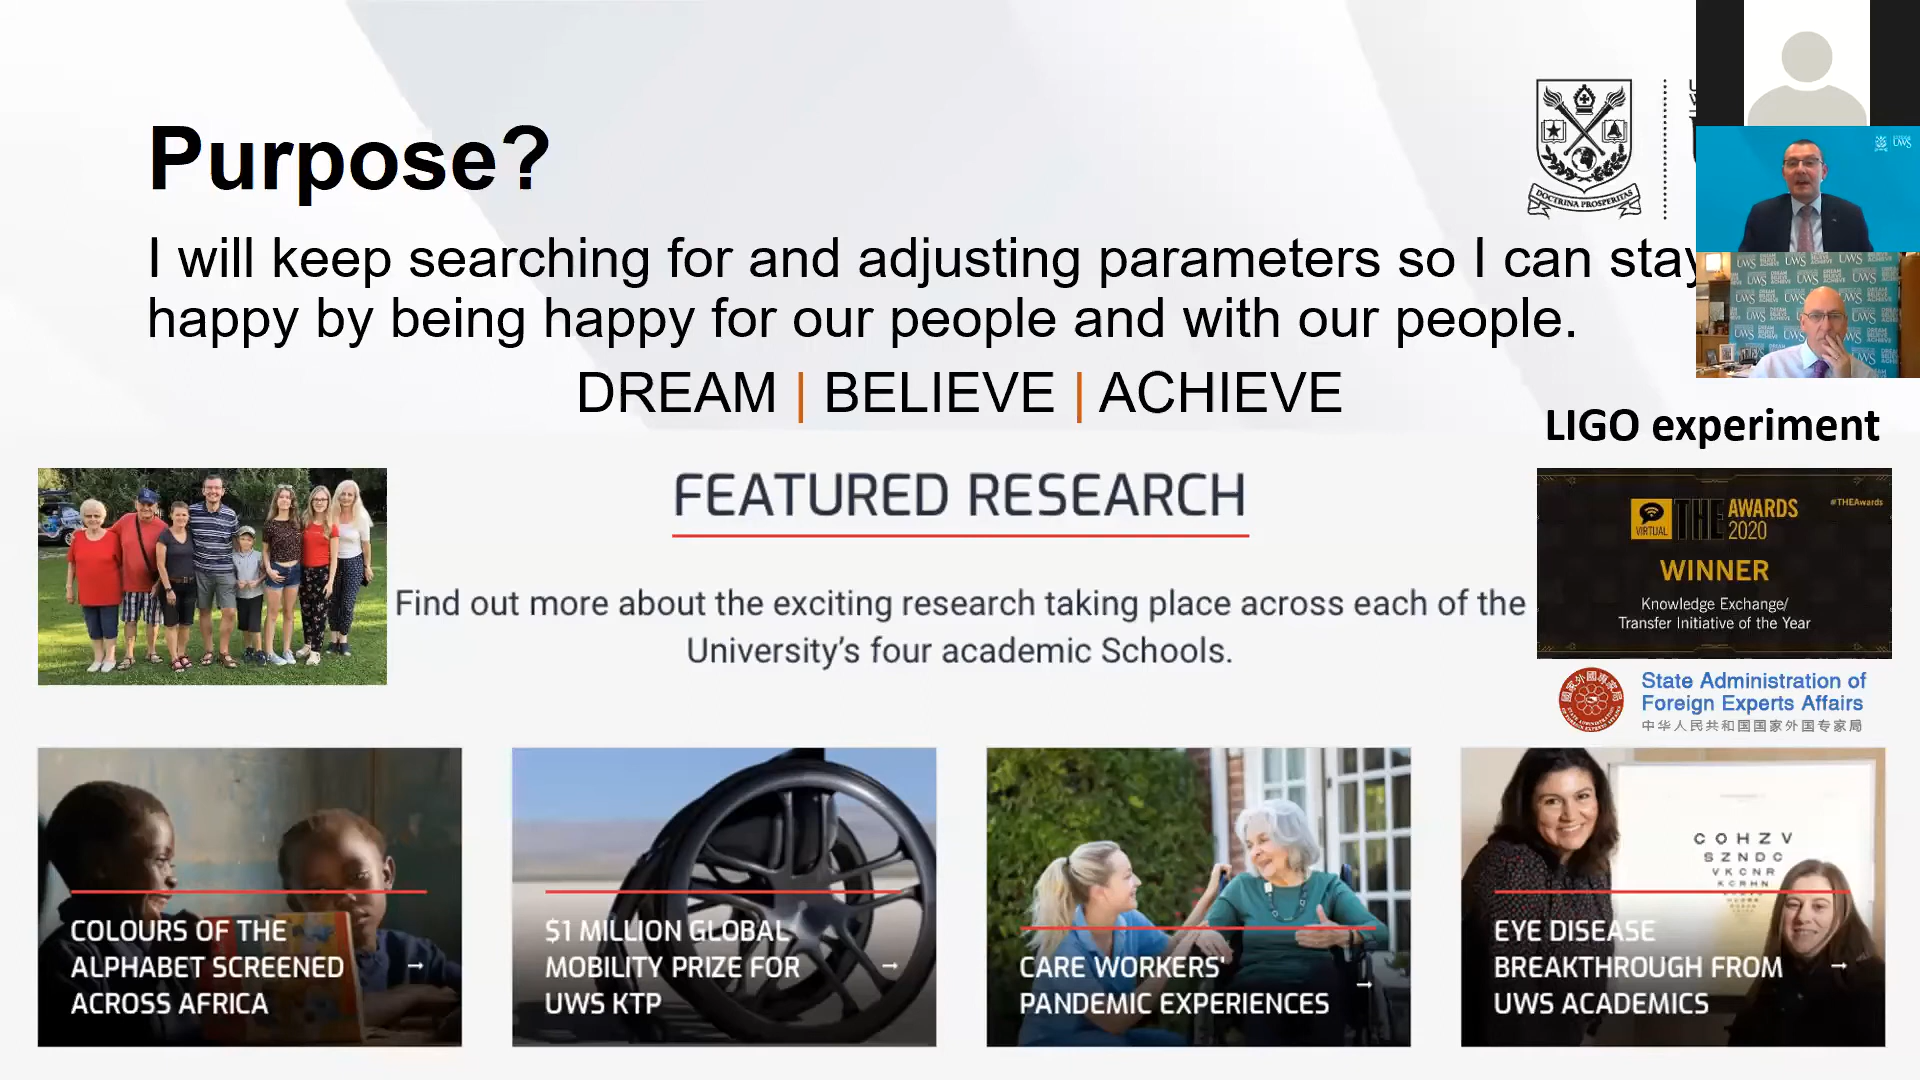 Purpose?
I will keep searching for and adjusting parameters so I can stay
happy by being happy for our people and with our people.
DREAM | BELIEVE | ACHIEVE
DOCTRINA PROSPERITAS
UWS
LIGO experiment
FEATURED RESEARCH
Find out more about the exciting research taking place across each of the
University’s four academic Schools.
VIRTUAL
THE AWARDS
2020
#THEAwards
WINNER
Knowledge Exchange/
Transfer Initiative of the Year
State Administration of
Foreign Experts Affairs
中华人民共和国国家外国专家局
COLOURS OF THE
ALPHABET SCREENED
ACROSS AFRICA
→
$1 MILLION GLOBAL
MOBILITY PRIZE FOR
UWS KTP
→
CARE WORKERS'
PANDEMIC EXPERIENCES
→
C O H Z V
S Z N D C
V K C N R
K C R H N
EYE DISEASE
BREAKTHROUGH FROM
UWS ACADEMICS
→